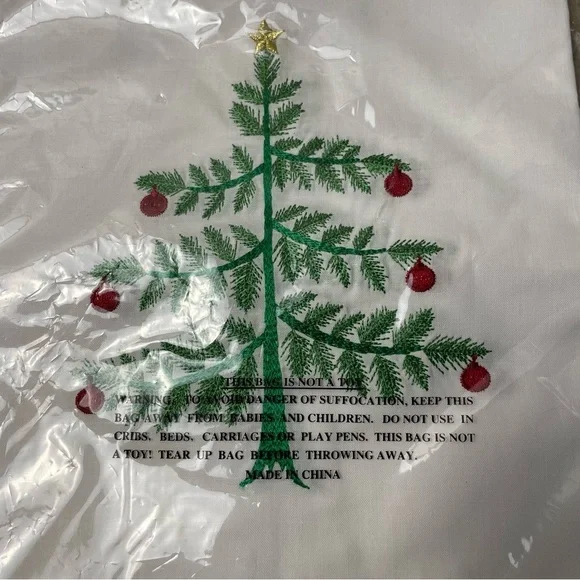 THIS BAG IS NOT A TOY
WARNING: TO AVOID DANGER OF SUFFOCATION, KEEP THIS
BAG AWAY FROM BABIES AND CHILDREN. DO NOT USE IN
CRIBS. BEDS. CARRIAGES OR PLAY PENS. THIS BAG IS NOT
A TOY! TEAR UP BAG BEFORE THROWING AWAY.
MADE IN CHINA